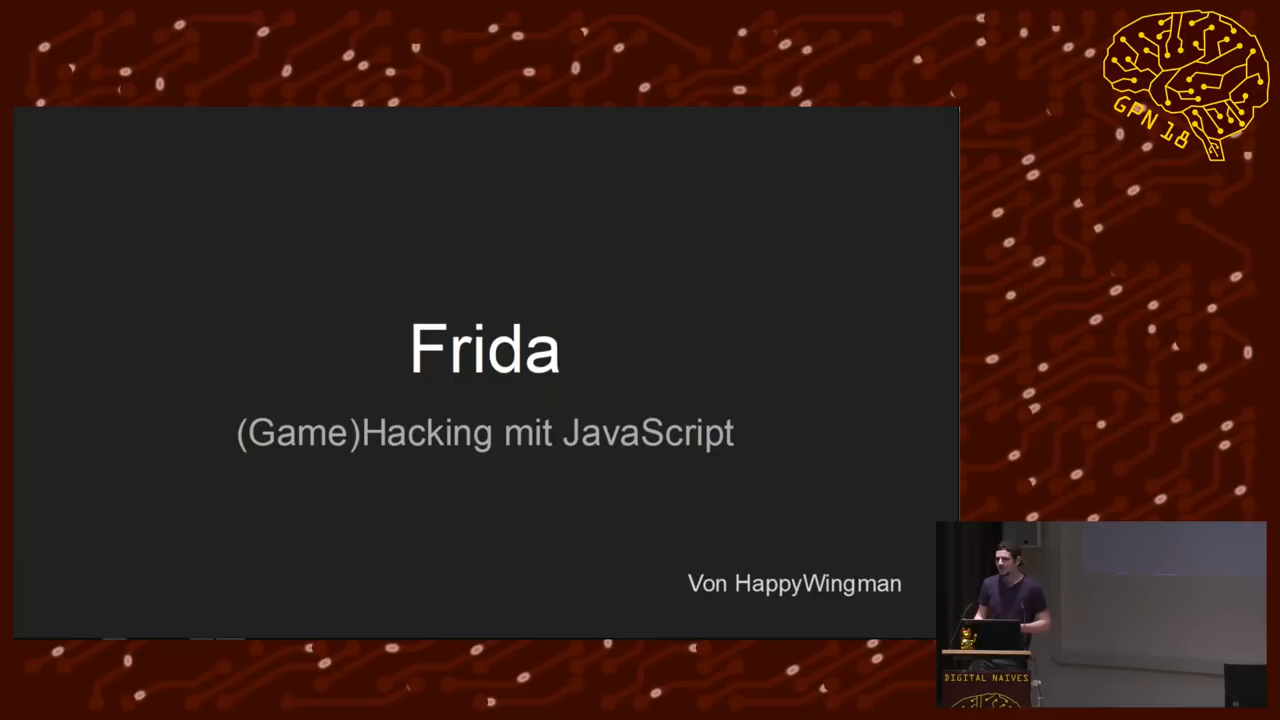 GPN 18
Frida
(Game)Hacking mit JavaScript
Von HappyWingman
DIGITAL NAIVES